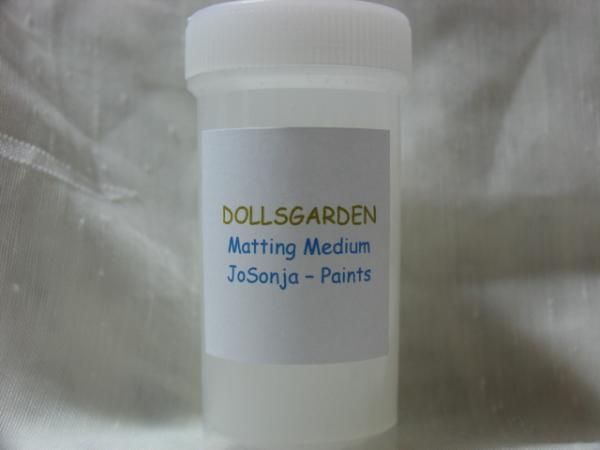 DOLLSGARDEN
Matting Medium
JoSonja – Paints